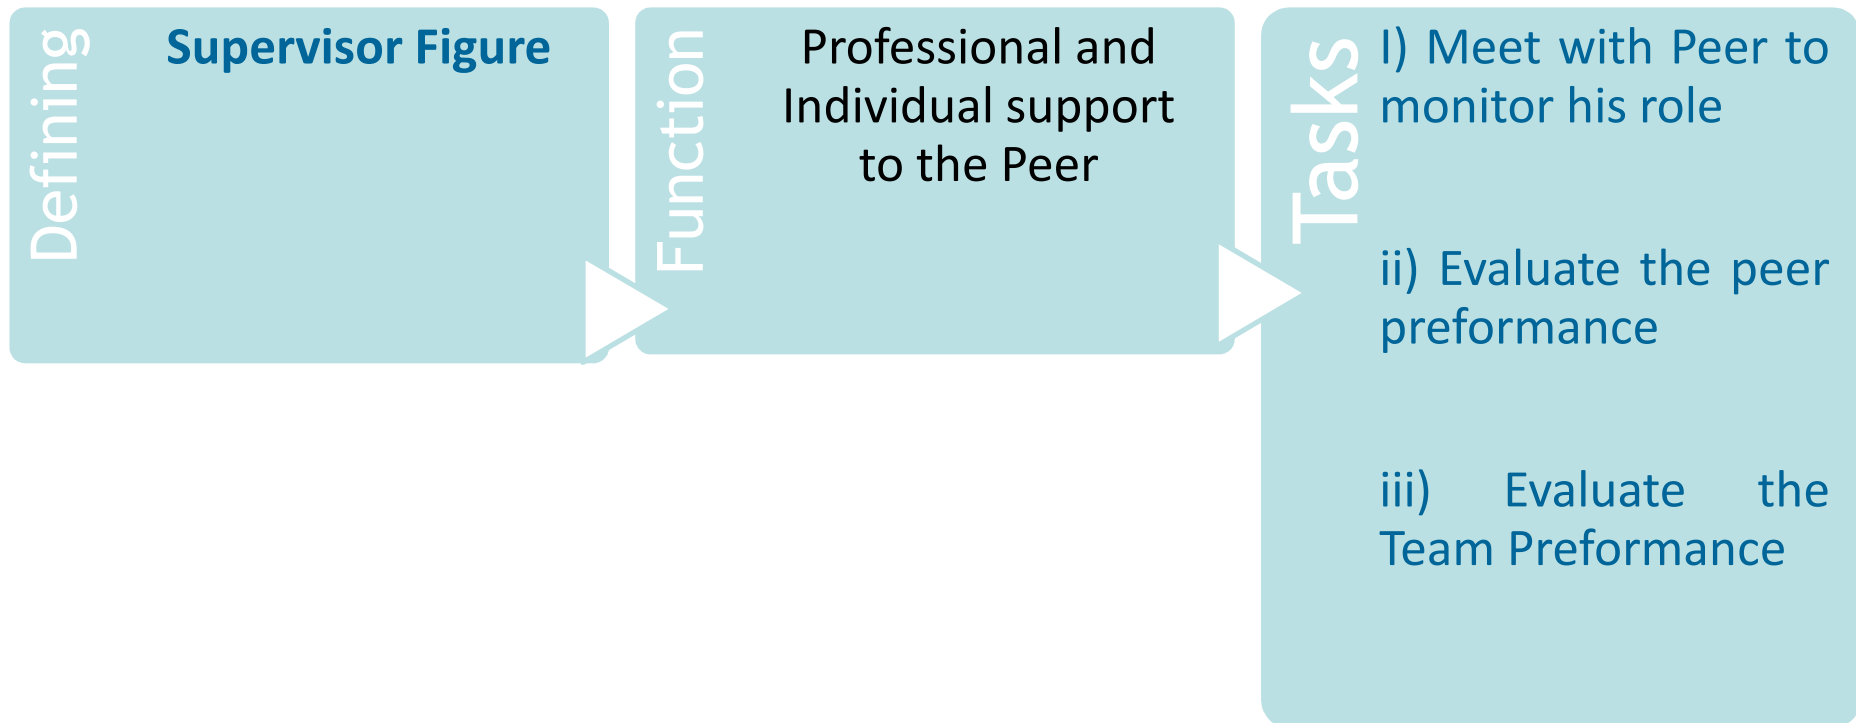 Defining
Supervisor Figure
Function
Professional and
Individual support
to the Peer
Tasks
I) Meet with Peer to
monitor his role
ii) Evaluate the peer
preformance
iii) Evaluate the
Team Preformance